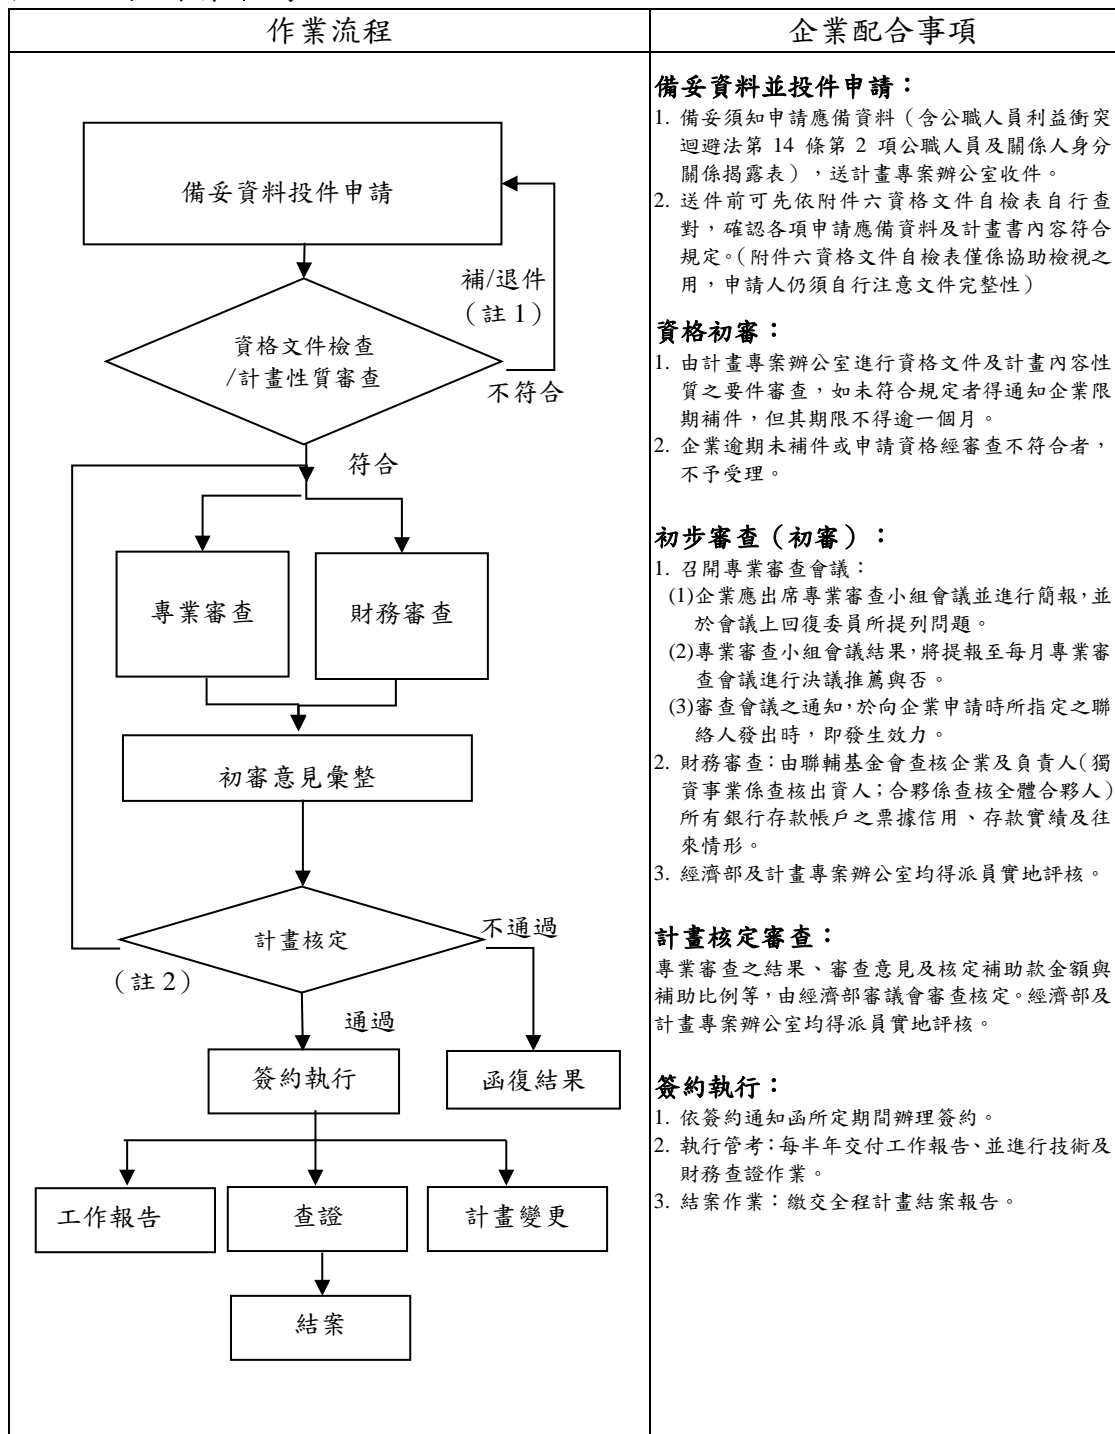 作業流程
企業配合事項
備妥資料投件申請
補/退件
（註 1）
資格文件檢查
/計畫性質審查
不符合
符合
專業審查
財務審查
初審意見彙整
計畫核定
不通過
（註 2）
通過
簽約執行
函復結果
工作報告
查證
計畫變更
結案
備妥資料並投件申請：
1. 備妥須知申請應備資料（含公職人員利益衝突
迴避法第 14 條第 2 項公職人員及關係人身分
關係揭露表），送計畫專案辦公室收件。
2. 送件前可先依附件六資格文件自檢表自行查
對，確認各項申請應備資料及計畫書內容符合
規定。（附件六資格文件自檢表僅係協助檢視之
用，申請人仍須自行注意文件完整性）
資格初審：
1. 由計畫專案辦公室進行資格文件及計畫內容性
質之要件審查，如未符合規定者得通知企業限
期補件，但其期限不得逾一個月。
2. 企業逾期未補件或申請資格經審查不符合者，
不予受理。
初步審查（初審）：
1. 召開專業審查會議：
(1)企業應出席專業審查小組會議並進行簡報，並
於會議上回復委員所提列問題。
(2)專業審查小組會議結果，將提報至每月專業審
查會議進行決議推薦與否。
(3)審查會議之通知，於向企業申請時所指定之聯
絡人發出時，即發生效力。
2. 財務審查：由聯輔基金會查核企業及負責人（獨
資事業係查核出資人；合夥係查核全體合夥人）
所有銀行存款帳戶之票據信用、存款實績及往
來情形。
3. 經濟部及計畫專案辦公室均得派員實地評核。
計畫核定審查：
專業審查之結果、審查意見及核定補助款金額與
補助比例等，由經濟部審議會審查核定。經濟部及
計畫專案辦公室均得派員實地評核。
簽約執行：
1. 依簽約通知函所定期間辦理簽約。
2. 執行管考：每半年交付工作報告、並進行技術及
財務查證作業。
3. 結案作業：繳交全程計畫結案報告。